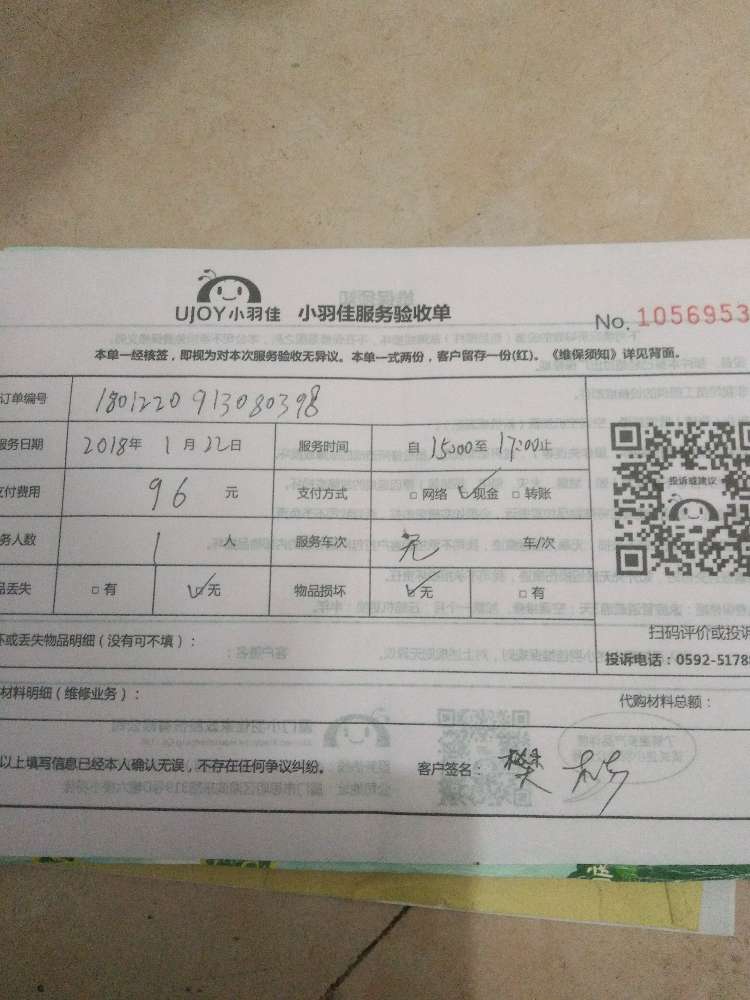 UJOY小羽佳 小羽佳服务验收单
No. 1056953
本单一经核签，即视为对本次服务验收无异议。本单一式两份，客户留存一份(红)。《维保须知》详见背面。
订单编号 180122091308​0398
服务日期 2018年 1月 22日 服务时间 自 15:00至 17:00止
支付费用 96 元 支付方式 □网络 ☑现金 □转账
务人数 1 人 服务车次 无 车/次
品丢失 □有 ☑无 物品损坏 ☑无 □有
投诉或建议
扫码评价或投诉
投诉电话：0592-5178
坏或丢失物品明细（没有可不填）：
材料明细（维修业务）： 代购材料总额：
以上填写信息已经本人确认无误，不存在任何争议纠纷。 客户签名： 樊